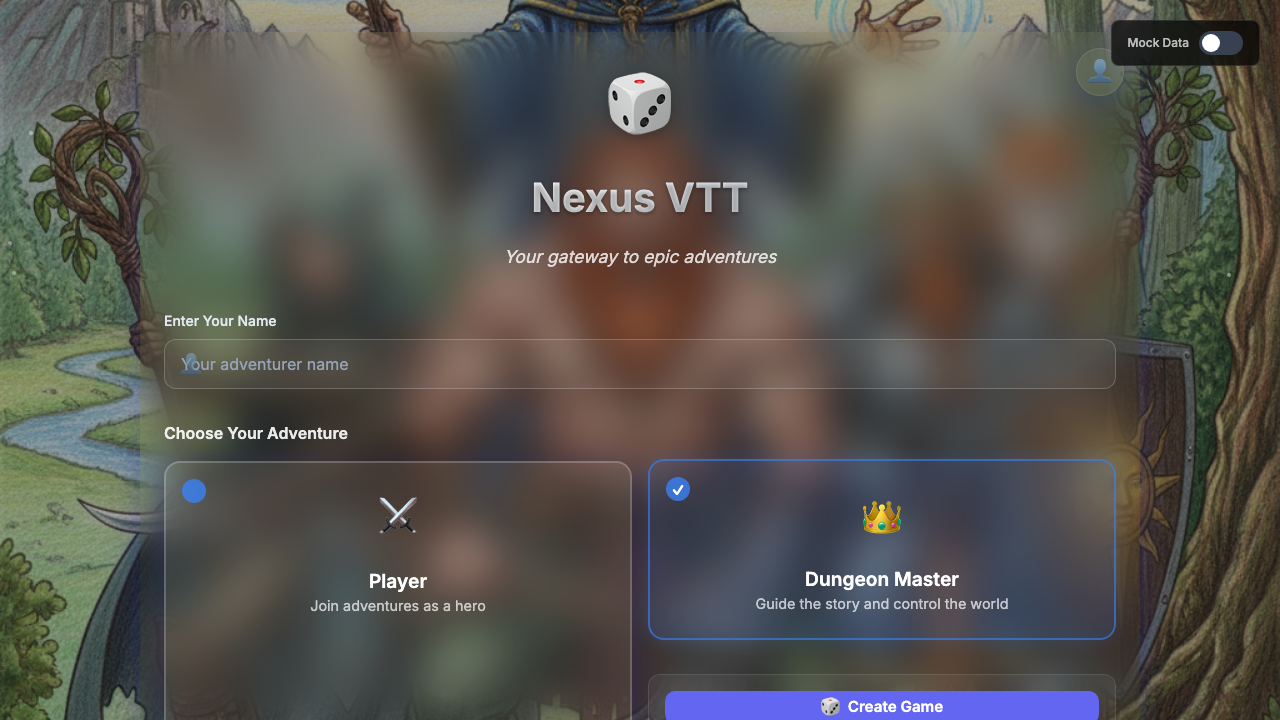 Mock Data
Nexus VTT
Your gateway to epic adventures
Enter Your Name
Your adventurer name
Choose Your Adventure
Player
Join adventures as a hero
Dungeon Master
Guide the story and control the world
Create Game